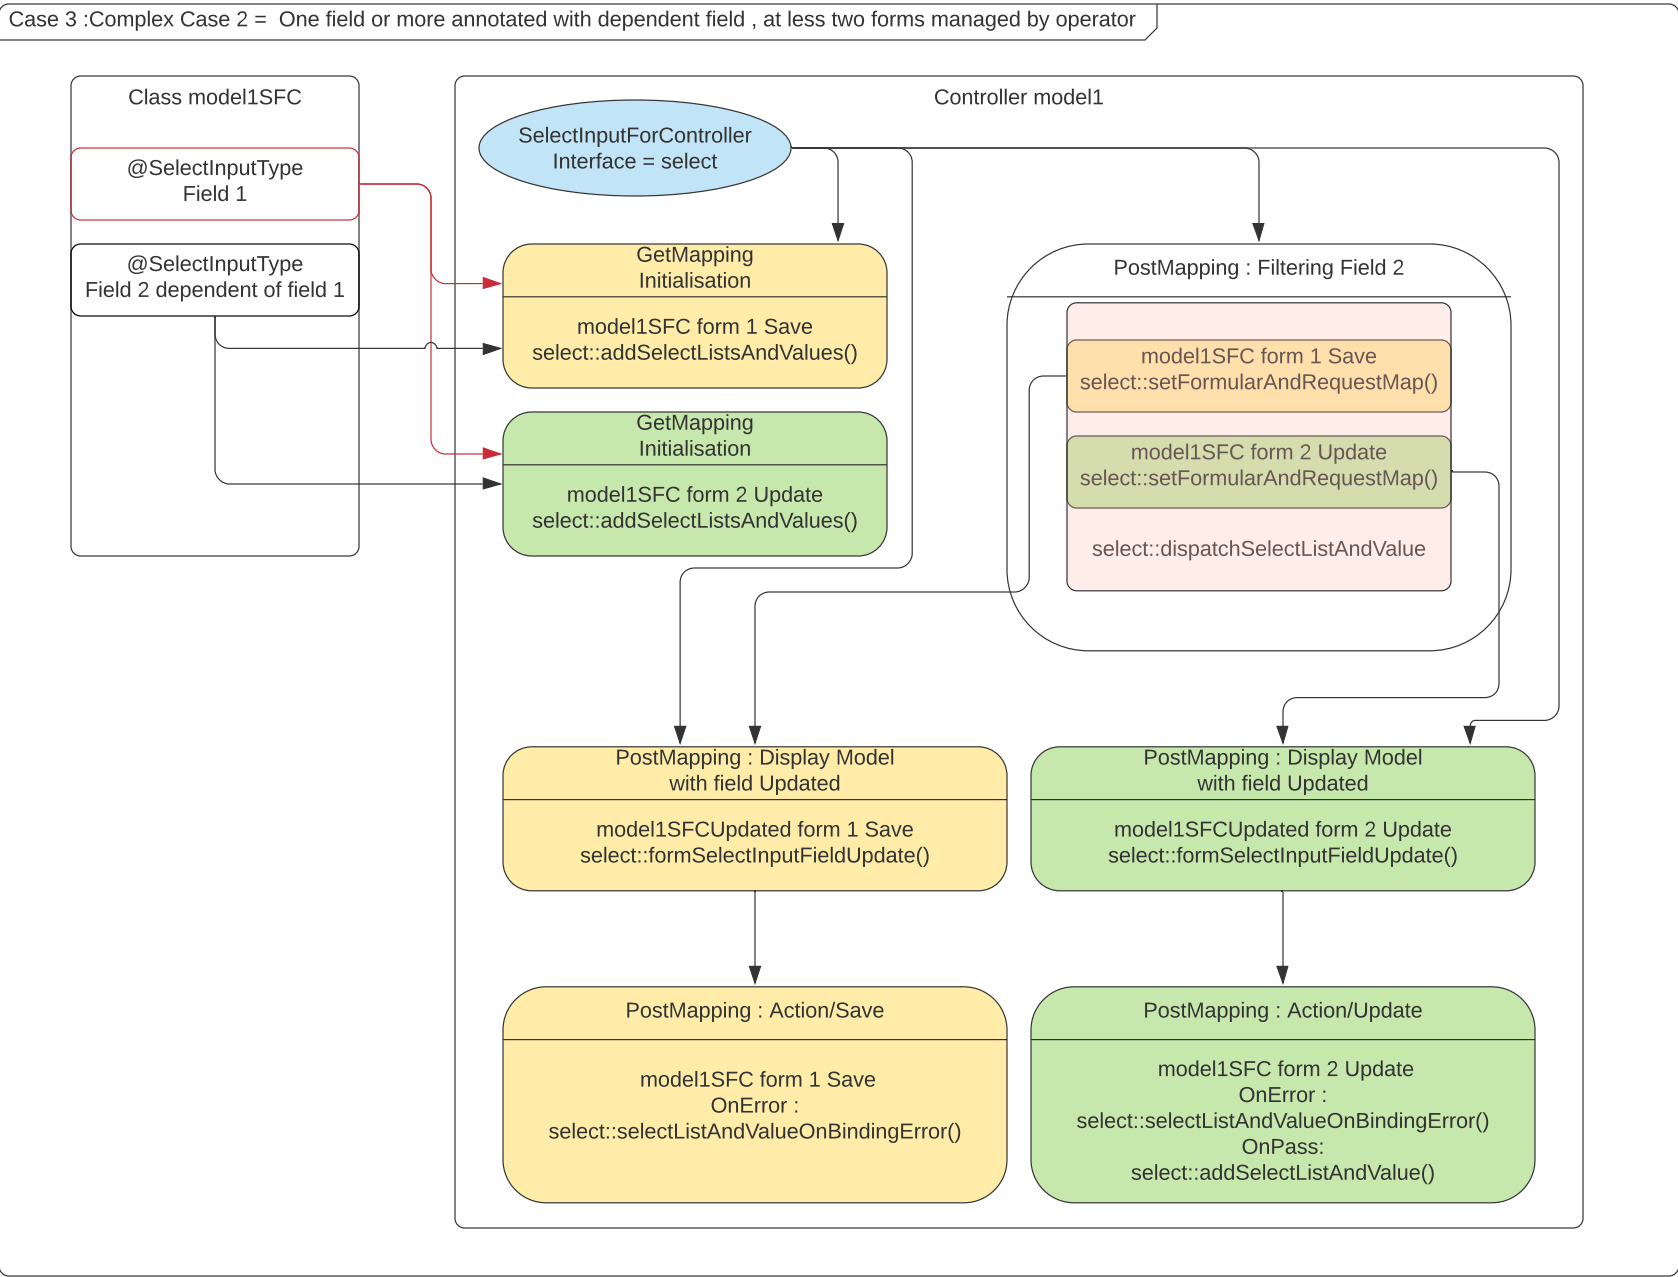 Case 3 :Complex Case 2 =  One field or more annotated with dependent field , at less two forms managed by operator
Class model1SFC
@SelectInputType
Field 1
@SelectInputType
Field 2 dependent of field 1
Controller model1
SelectInputForController
Interface = select
GetMapping
Initialisation
model1SFC form 1 Save
select::addSelectListsAndValues()
GetMapping
Initialisation
model1SFC form 2 Update
select::addSelectListsAndValues()
PostMapping : Filtering Field 2
model1SFC form 1 Save
select::setFormularAndRequestMap()
model1SFC form 2 Update
select::setFormularAndRequestMap()
select::dispatchSelectListAndValue
PostMapping : Display Model
with field Updated
model1SFCUpdated form 1 Save
select::formSelectInputFieldUpdate()
PostMapping : Display Model
with field Updated
model1SFCUpdated form 2 Update
select::formSelectInputFieldUpdate()
PostMapping : Action/Save
model1SFC form 1 Save
OnError :
select::selectListAndValueOnBindingError()
PostMapping : Action/Update
model1SFC form 2 Update
OnError :
select::selectListAndValueOnBindingError()
OnPass:
select::addSelectListAndValue()